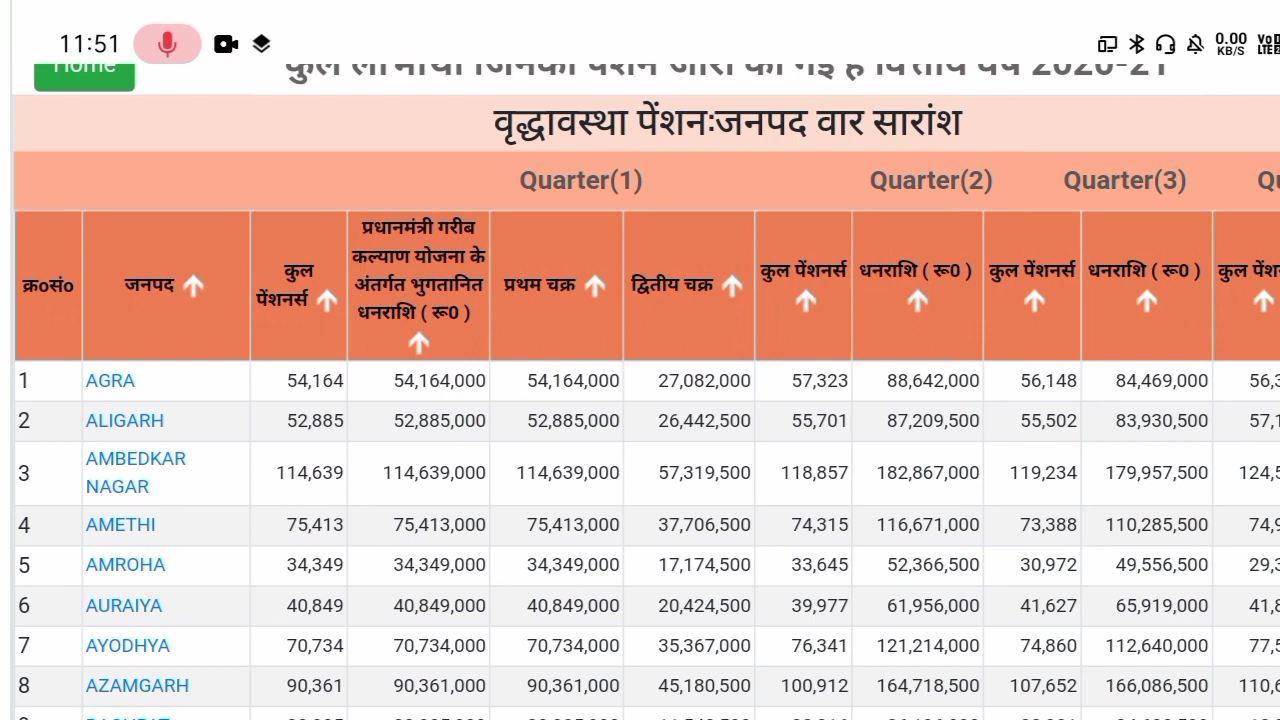 11:51 0.00 KB/S
Home
कुल लाभार्थी जिनको पेंशन जारी की गई है वित्तीय वर्ष 2020-21
वृद्धावस्था पेंशनःजनपद वार सारांश
Quarter(1) Quarter(2) Quarter(3)
क्र०सं० जनपद कुल पेंशनर्स प्रधानमंत्री गरीब कल्याण योजना के अंतर्गत भुगतानित धनराशि ( रू0 ) प्रथम चक्र द्वितीय चक्र कुल पेंशनर्स धनराशि ( रू0 ) कुल पेंशनर्स धनराशि ( रू0 ) कुल
1 AGRA 54,164 54,164,000 54,164,000 27,082,000 57,323 88,642,000 56,148 84,469,000
2 ALIGARH 52,885 52,885,000 52,885,000 26,442,500 55,701 87,209,500 55,502 83,930,500
3 AMBEDKAR NAGAR 114,639 114,639,000 114,639,000 57,319,500 118,857 182,867,000 119,234 179,957,500
4 AMETHI 75,413 75,413,000 75,413,000 37,706,500 74,315 116,671,000 73,388 110,285,500
5 AMROHA 34,349 34,349,000 34,349,000 17,174,500 33,645 52,366,500 30,972 49,556,500
6 AURAIYA 40,849 40,849,000 40,849,000 20,424,500 39,977 61,956,000 41,627 65,919,000
7 AYODHYA 70,734 70,734,000 70,734,000 35,367,000 76,341 121,214,000 74,860 112,640,000
8 AZAMGARH 90,361 90,361,000 90,361,000 45,180,500 100,912 164,718,500 107,652 166,086,500